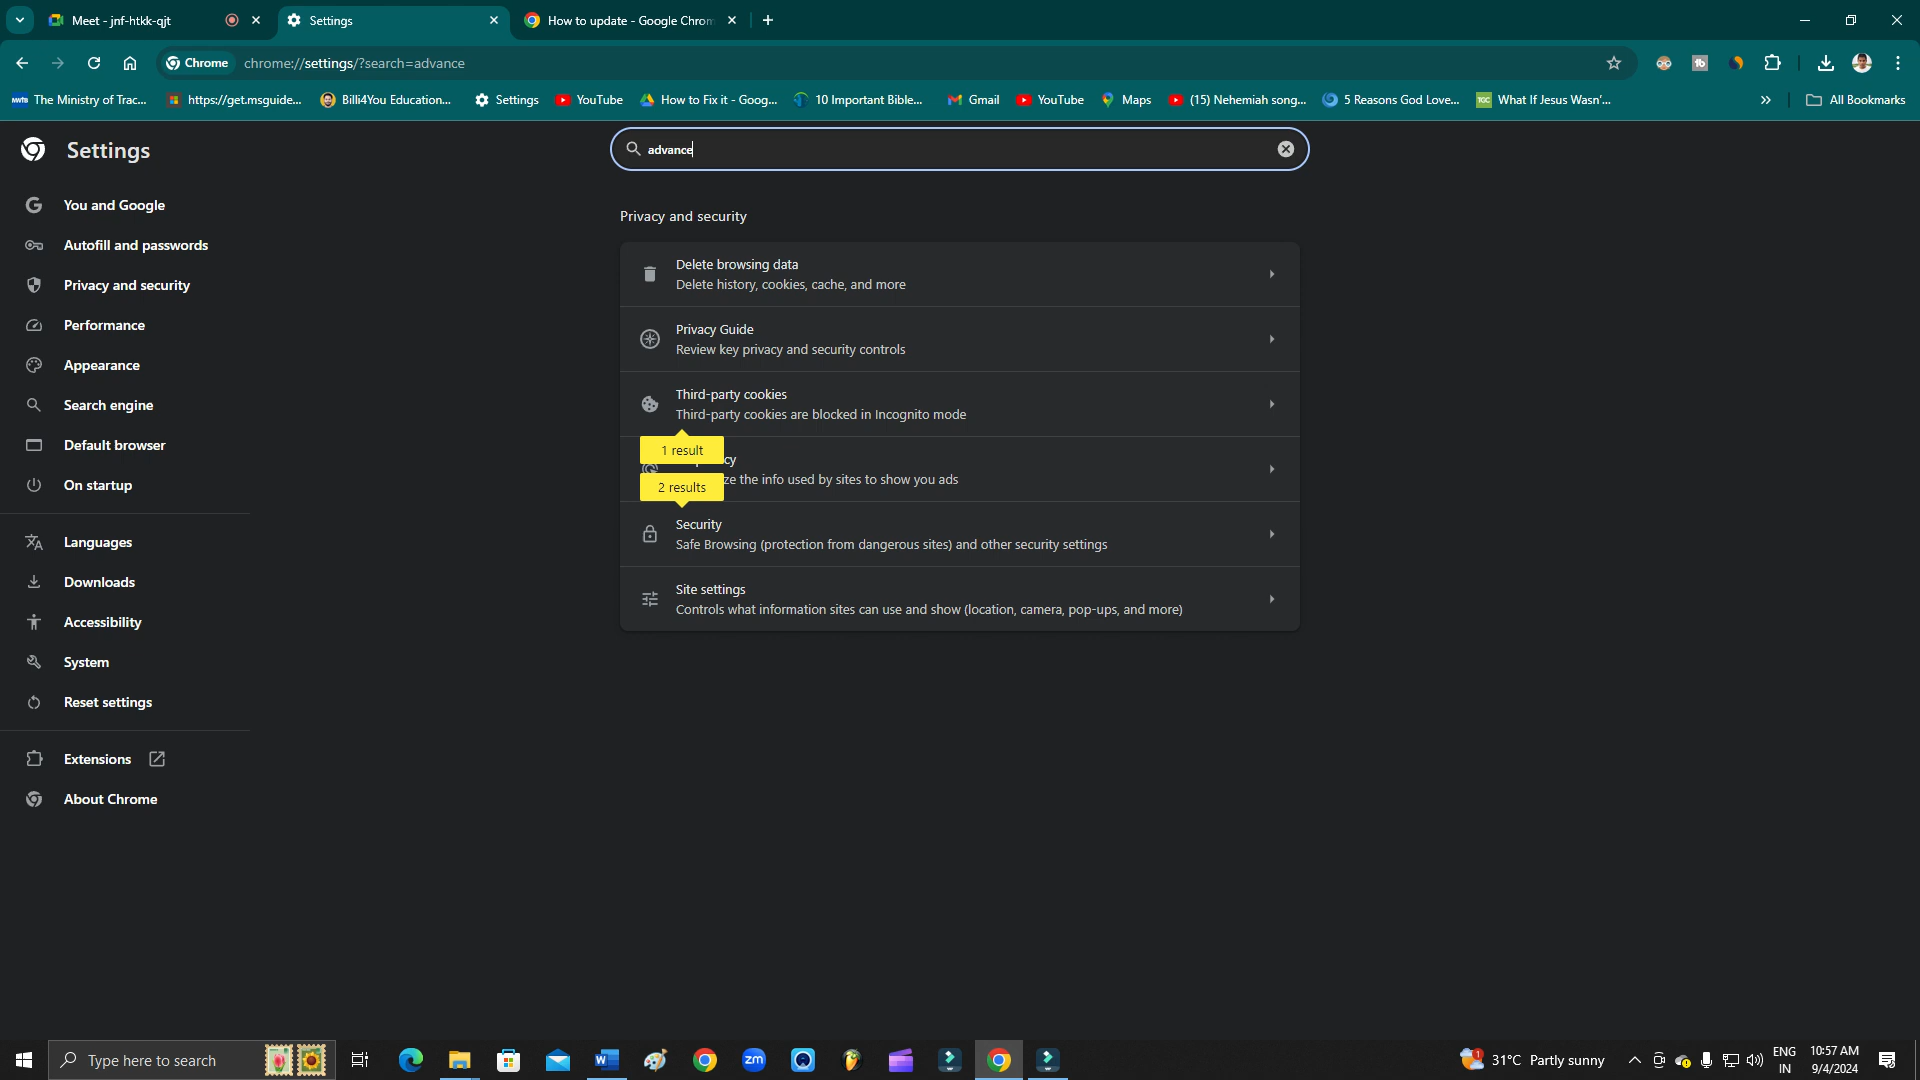 Meet - jnf-htkk-qjt
Settings
How to update - Google Chrom
Chrome
chrome://settings/?search=advance
The Ministry of Trac...
https://get.msguide...
Billi4You Education...
Settings
YouTube
How to Fix it - Goog...
10 Important Bible...
Gmail
YouTube
Maps
(15) Nehemiah song...
5 Reasons God Love...
TGC
What If Jesus Wasn'...
All Bookmarks
Settings
advance
You and Google
Autofill and passwords
Privacy and security
Performance
Appearance
Search engine
Default browser
On startup
Languages
Downloads
Accessibility
System
Reset settings
Extensions
About Chrome
Privacy and security
Delete browsing data
Delete history, cookies, cache, and more
Privacy Guide
Review key privacy and security controls
Third-party cookies
Third-party cookies are blocked in Incognito mode
1 result
cy
ze the info used by sites to show you ads
2 results
Security
Safe Browsing (protection from dangerous sites) and other security settings
Site settings
Controls what information sites can use and show (location, camera, pop-ups, and more)
Type here to search
zm
1
31°C Partly sunny
ENG
IN
10:57 AM
9/4/2024